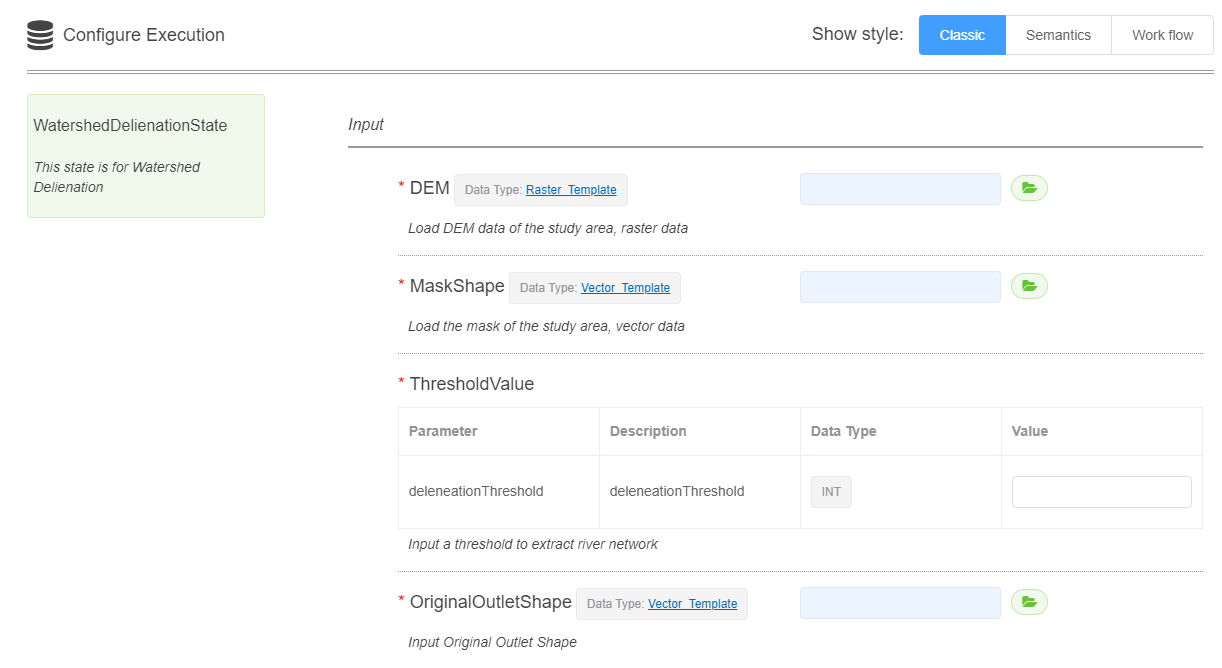 Configure Execution
Show style:
Classic
Semantics
Work flow
WatershedDelienationState
This state is for Watershed
Delienation
Input
* DEM Data Type: Raster_Template
Load DEM data of the study area, raster data
* MaskShape Data Type: Vector_Template
Load the mask of the study area, vector data
* ThresholdValue
Parameter Description Data Type Value
deleneationThreshold deleneationThreshold INT
Input a threshold to extract river network
* OriginalOutletShape Data Type: Vector_Template
Input Original Outlet Shape